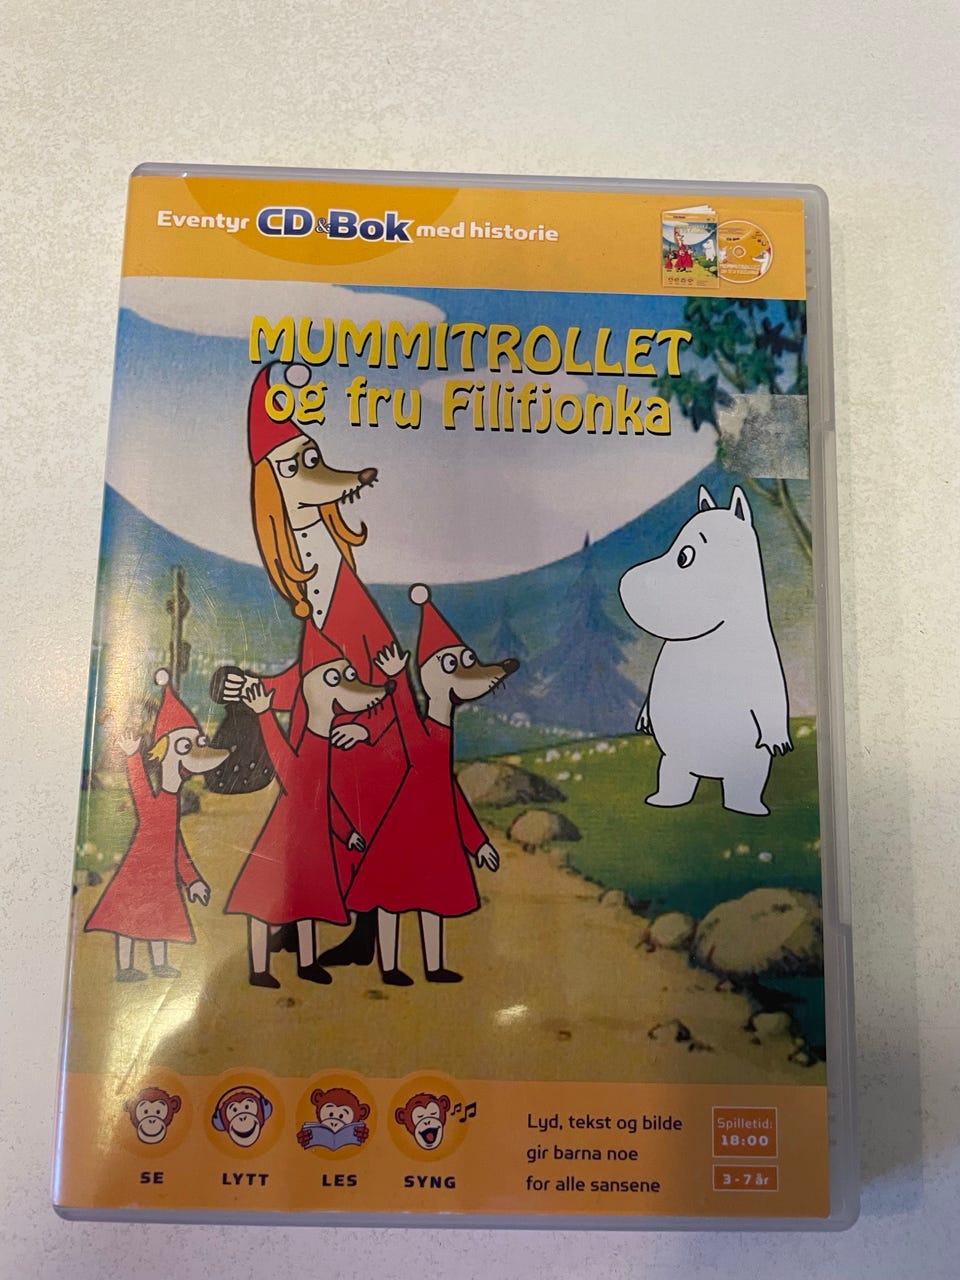 Eventyr CD & Bok med historie
MUMMITROLLET
og fru Filifjonka
SE
LYTT
LES
SYNG
Lyd, tekst og bilde
gir barna noe
for alle sansene
Spilletid:
18:00
3 - 7 år